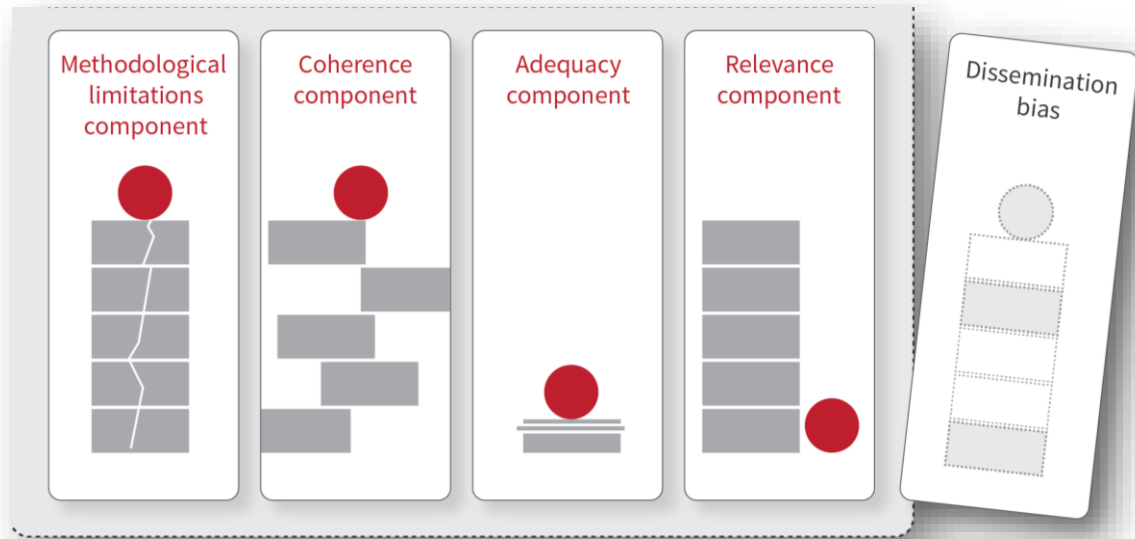 Methodological
limitations
component
Coherence
component
Adequacy
component
Relevance
component
Dissemination
bias